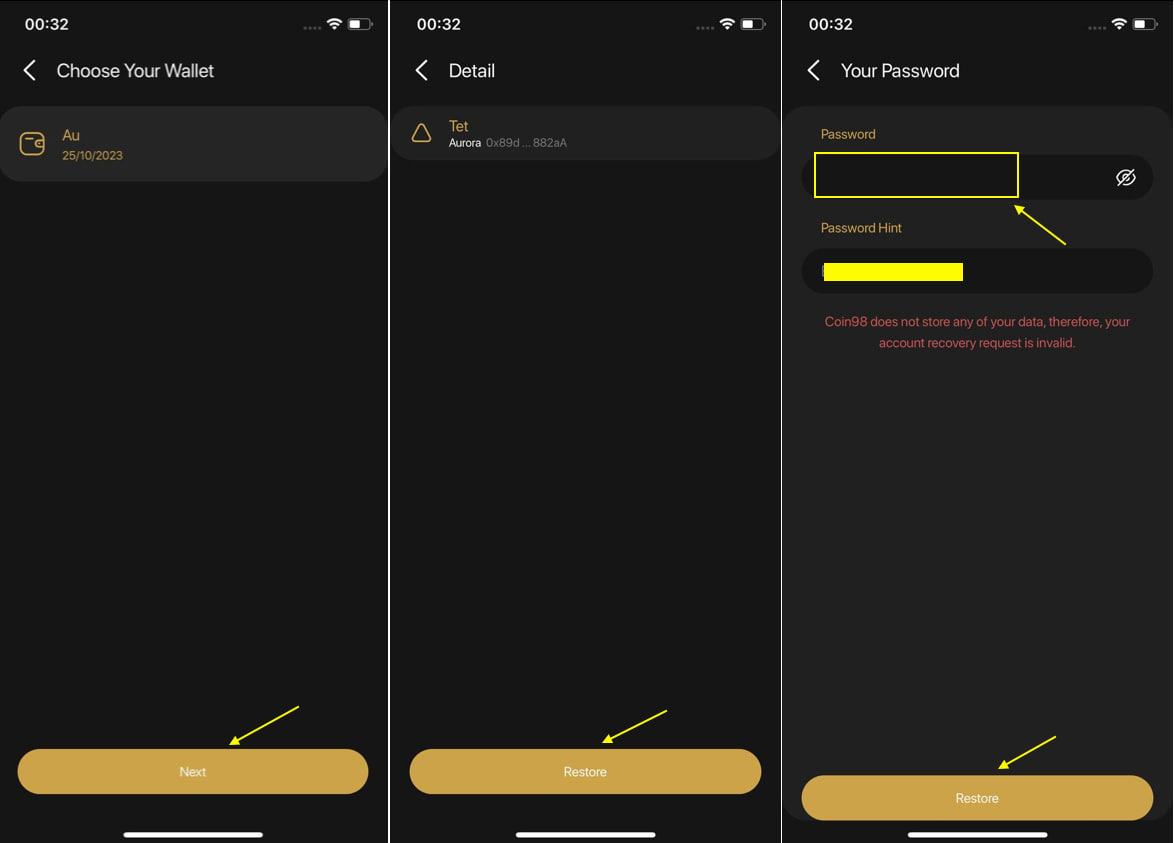 00:32
Choose Your Wallet
Au
25/10/2023
Next
00:32
Detail
Tet
Aurora 0x89d ... 882aA
Restore
00:32
Your Password
Password
Password Hint
Coin98 does not store any of your data, therefore, your
account recovery request is invalid.
Restore